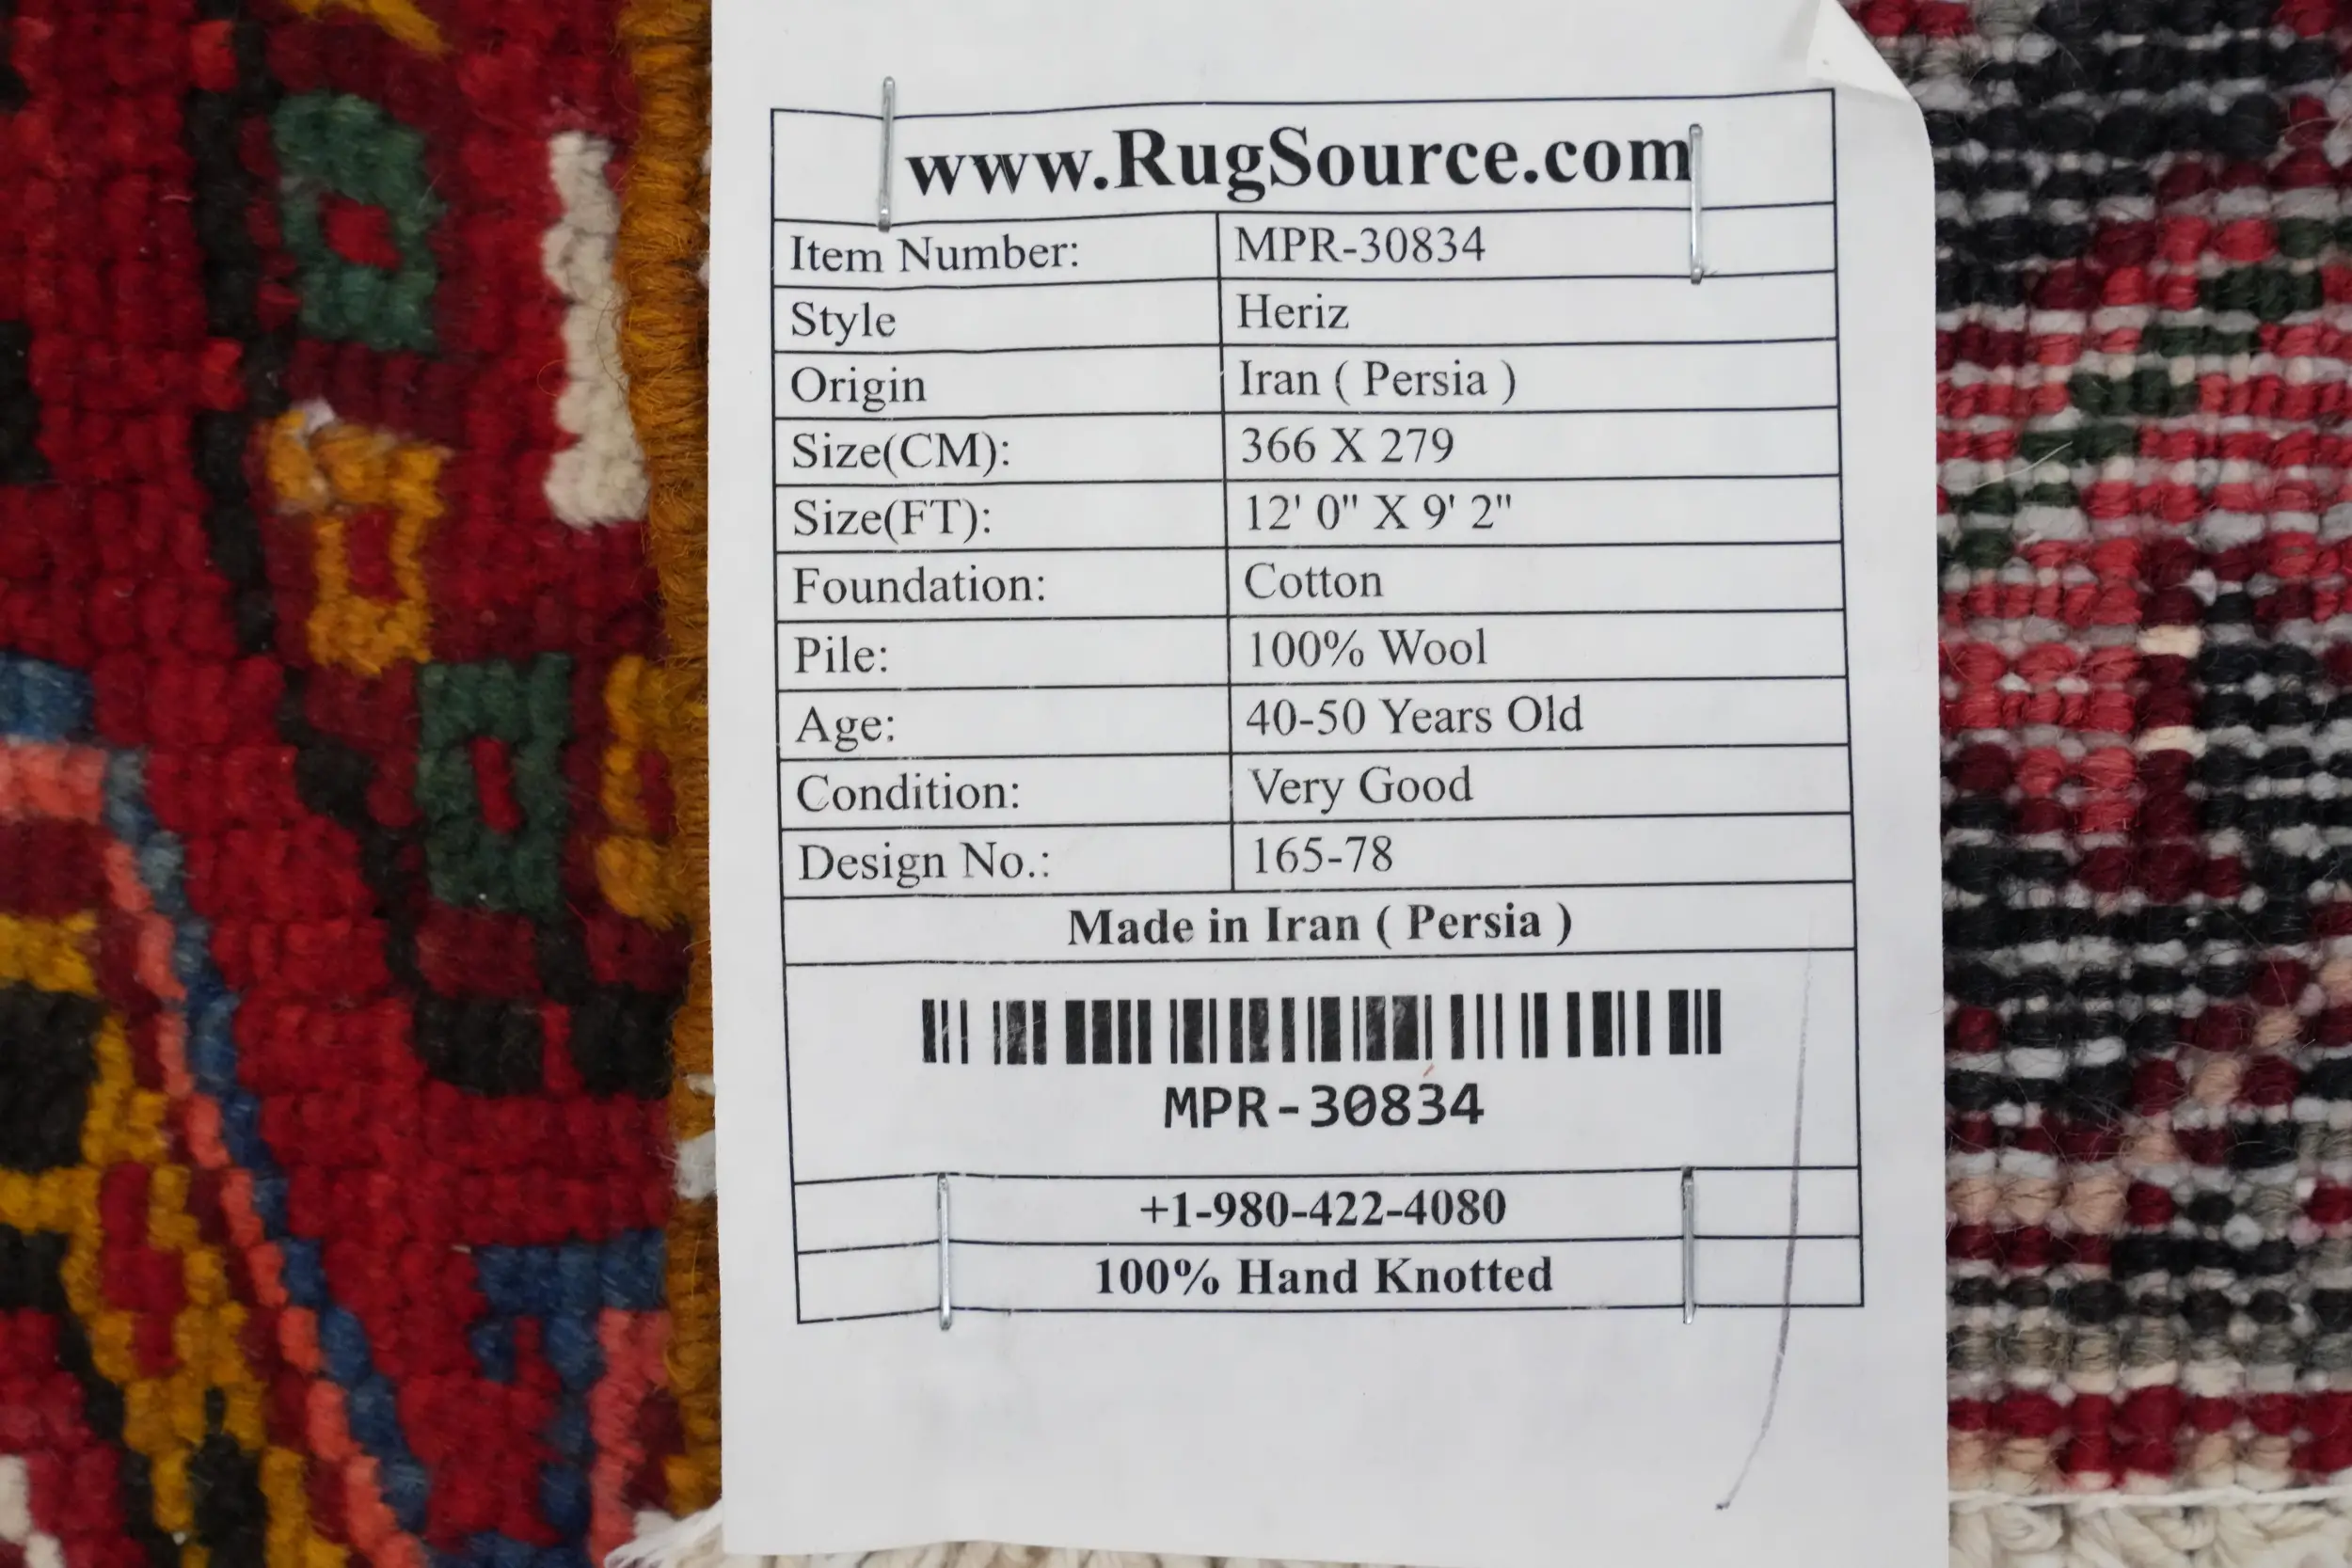 www.RugSource.com
Item Number: MPR-30834
Style Heriz
Origin Iran ( Persia )
Size(CM): 366 X 279
Size(FT): 12' 0" X 9' 2"
Foundation: Cotton
Pile: 100% Wool
Age: 40-50 Years Old
Condition: Very Good
Design No.: 165-78
Made in Iran ( Persia )
MPR-30834
+1-980-422-4080
100% Hand Knotted